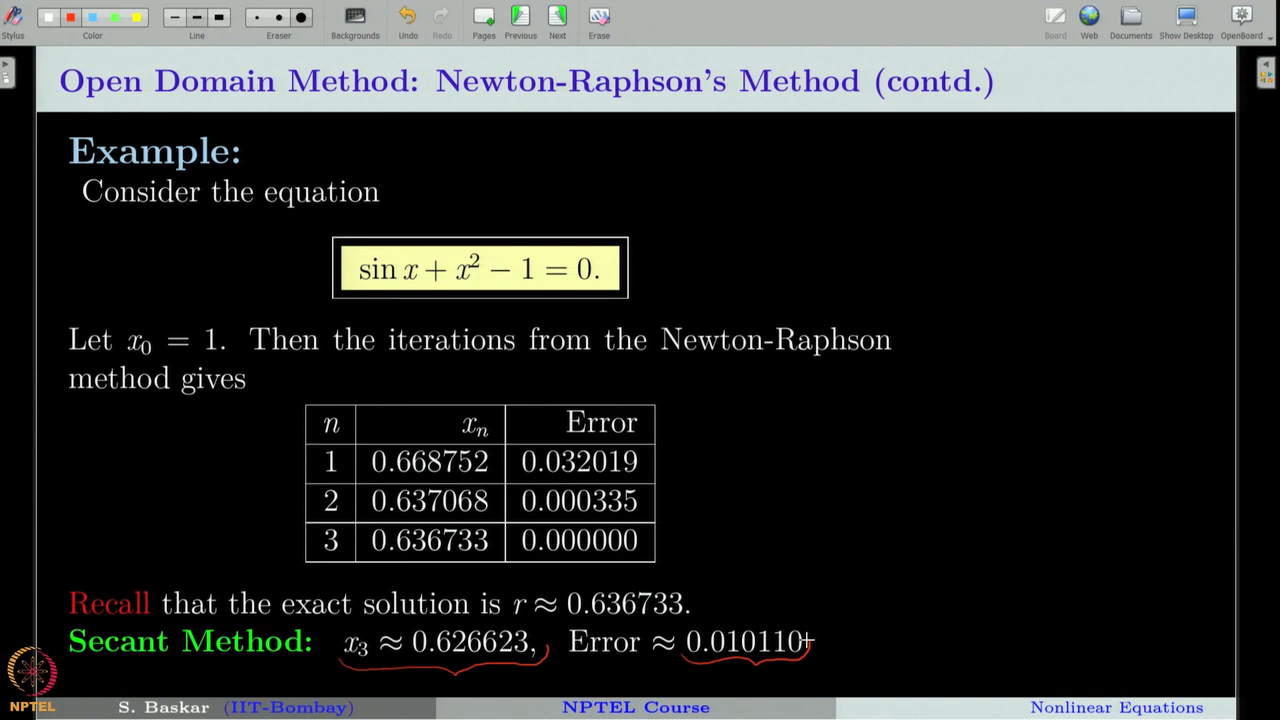 Stylus Color Line Eraser Backgrounds Undo Redo Pages Previous Next Erase Board Web Documents Show Desktop OpenBoard
Open Domain Method: Newton-Raphson's Method (contd.)
Example:
Consider the equation
sin x + x² − 1 = 0.
Let x₀ = 1. Then the iterations from the Newton-Raphson
method gives
n xₙ Error
1 0.668752 0.032019
2 0.637068 0.000335
3 0.636733 0.000000
Recall that the exact solution is r ≈ 0.636733.
Secant Method: x₃ ≈ 0.626623, Error ≈ 0.010110
NPTEL S. Baskar (IIT-Bombay) NPTEL Course Nonlinear Equations